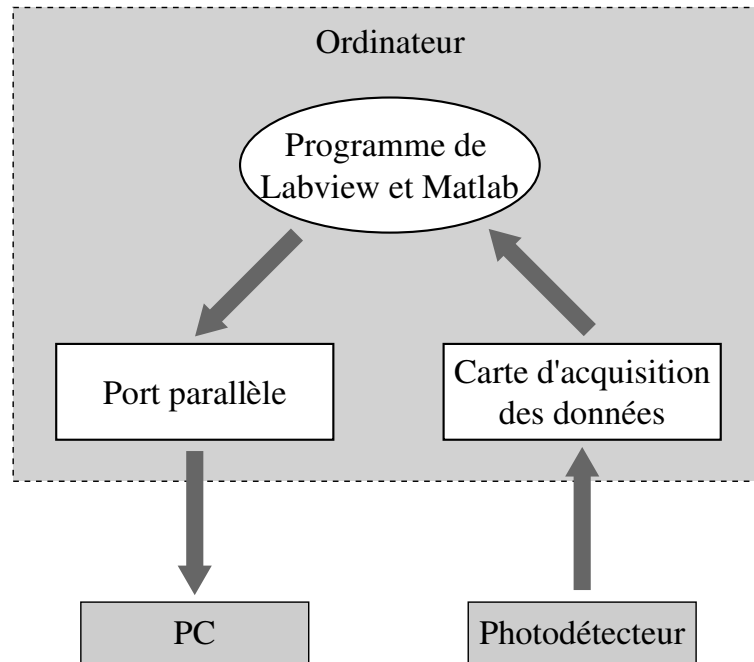 Ordinateur
Programme de
Labview et Matlab
Port parallèle
Carte d'acquisition
des données
PC
Photodétecteur